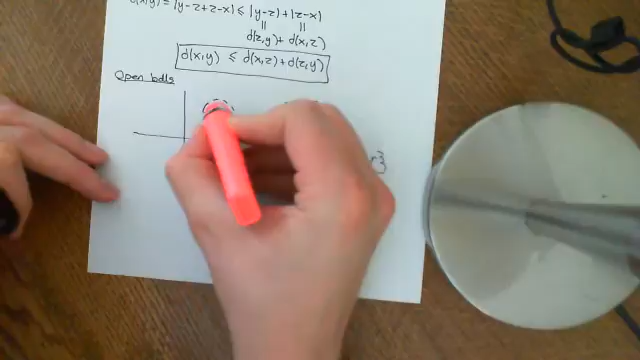 d(x,y) = |y-z+z-x| ≤ |y-z|+|z-x|
|| ||
d(z,y)+ d(x,z)
d(x,y) ≤ d(x,z)+d(z,y)
Open balls
r}